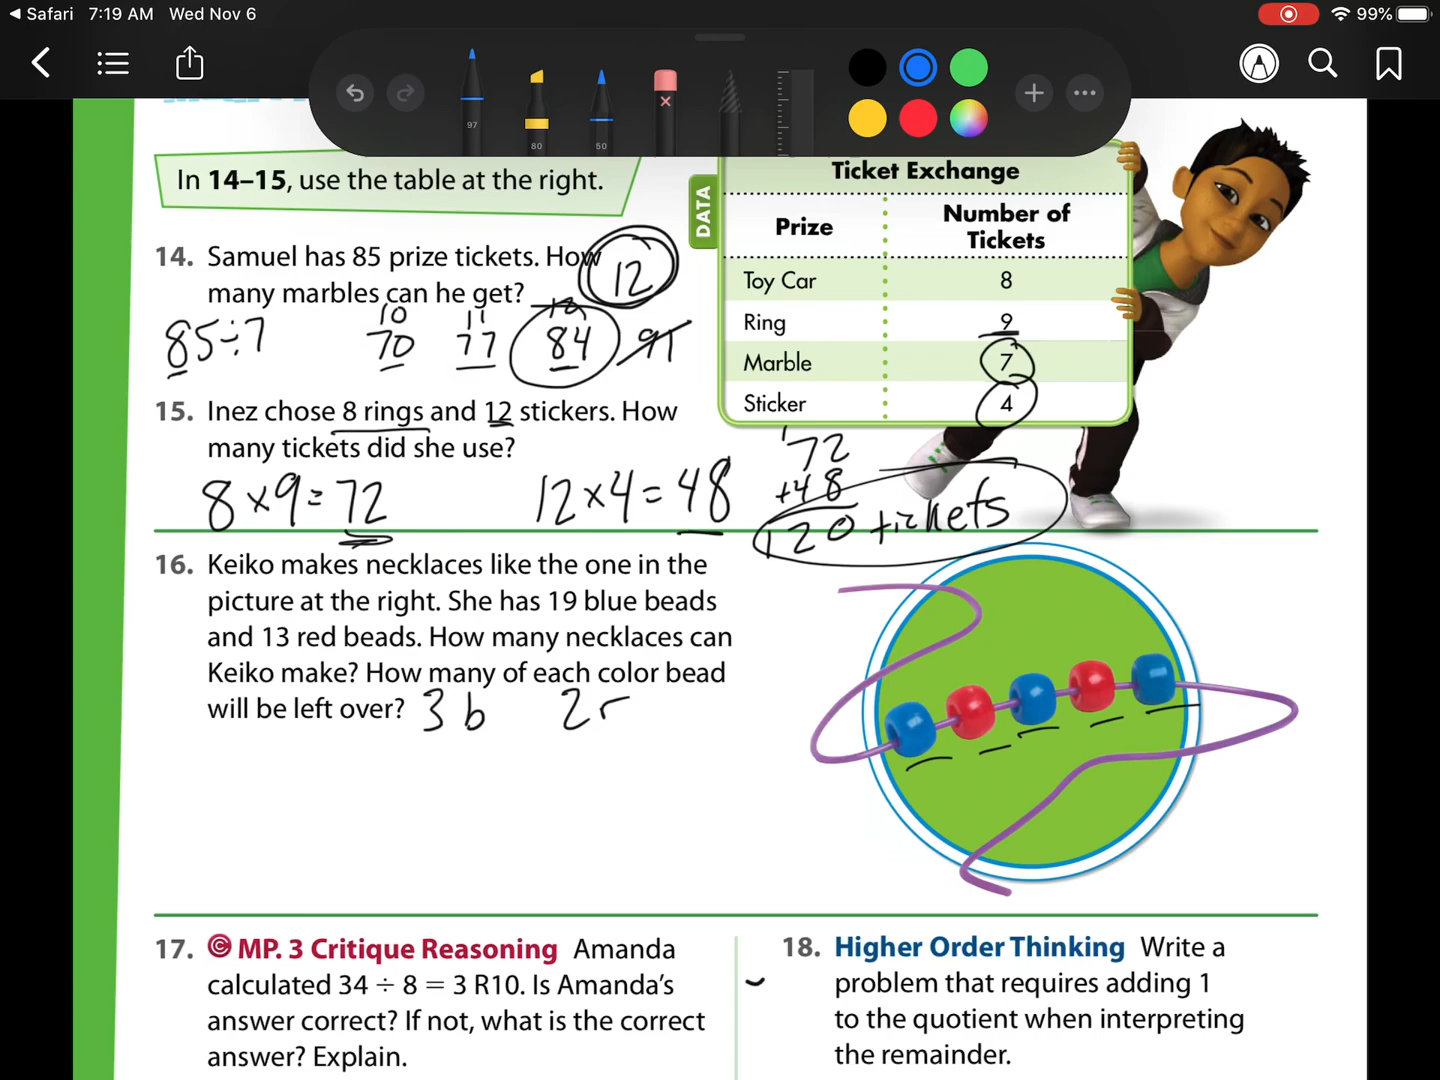 Safari 7:19 AM Wed Nov 6 99%
97 80 50
In 14–15, use the table at the right.
DATA
Ticket Exchange
Prize Number of Tickets
Toy Car 8
Ring 9
Marble 7
Sticker 4
14. Samuel has 85 prize tickets. How
many marbles can he get?
12
10 11 12
85÷7 70 77 84 91
15. Inez chose 8 rings and 12 stickers. How
many tickets did she use?
8×9=72 12×4=48
1
72
+48
120 tickets
16. Keiko makes necklaces like the one in the
picture at the right. She has 19 blue beads
and 13 red beads. How many necklaces can
Keiko make? How many of each color bead
will be left over? 3 b 2 r
17. MP. 3 Critique Reasoning Amanda
calculated 34 ÷ 8 = 3 R10. Is Amanda's
answer correct? If not, what is the correct
answer? Explain.
18. Higher Order Thinking Write a
problem that requires adding 1
to the quotient when interpreting
the remainder.